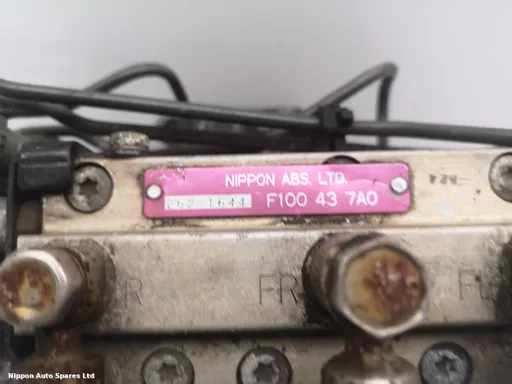 NIPPON ABS. LTD.
F100 43 7A0
R FR
Nippon Auto Spares Ltd